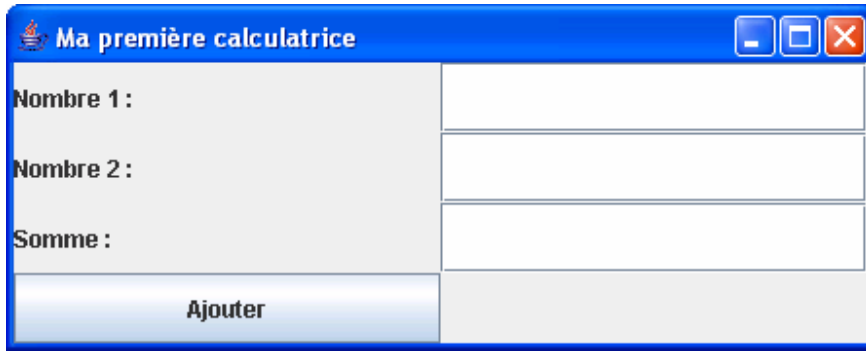 Ma première calculatrice
Nombre 1 :
Nombre 2 :
Somme :
Ajouter